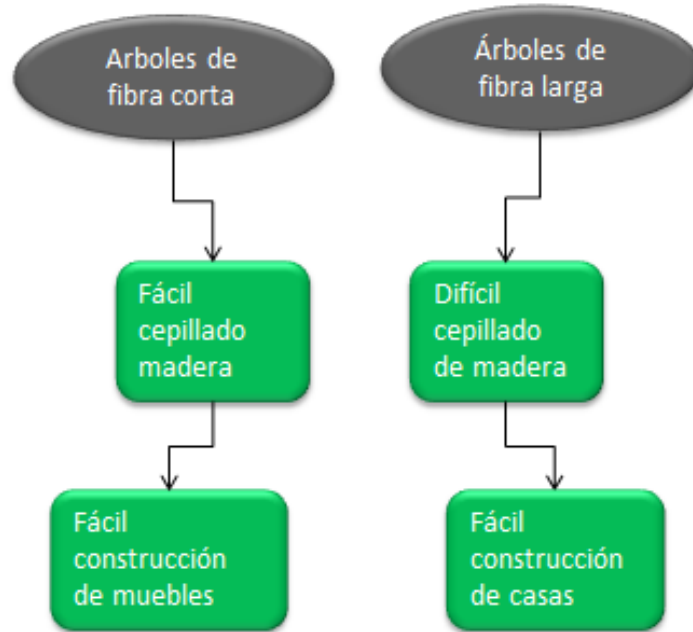 Arboles de
fibra corta
Árboles de
fibra larga
Fácil
cepillado
madera
Difícil
cepillado
de madera
Fácil
construcción
de muebles
Fácil
construcción
de casas